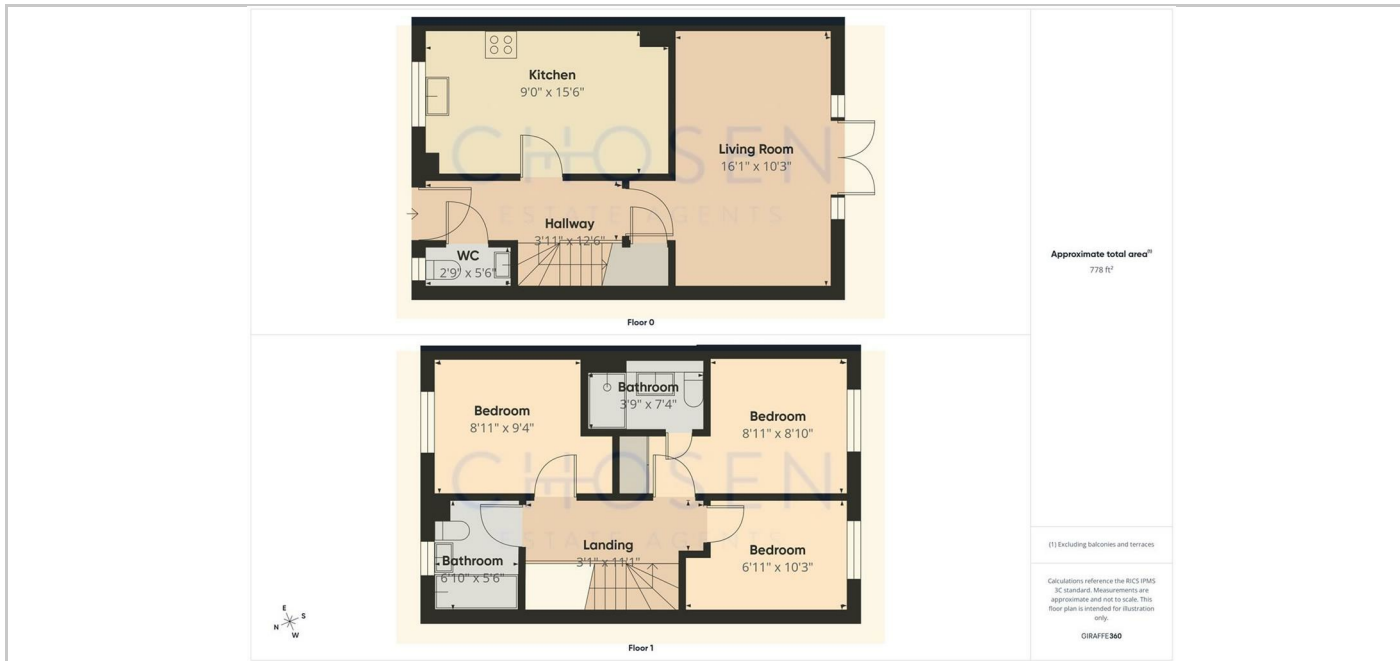 Kitchen
9'0" x 15'6"
Living Room
16'1" x 10'3"
Hallway
3'11" x 12'6"
WC
2'9" x 5'6"
CHOSEN
ESTATE AGENTS
Floor 0
Bedroom
8'11" x 9'4"
Bathroom
3'9" x 7'4"
Bedroom
8'11" x 8'10"
Bathroom
6'10" x 5'6"
Landing
3'1" x 11'1"
Bedroom
6'11" x 10'3"
CHOSEN
ESTATE AGENTS
Floor 1
E
S
N
W
Approximate total area(1)
778 ft²
(1) Excluding balconies and terraces
Calculations reference the RICS IPMS
3C standard. Measurements are
approximate and not to scale. This
floor plan is intended for illustration
only.
GIRAFFE360